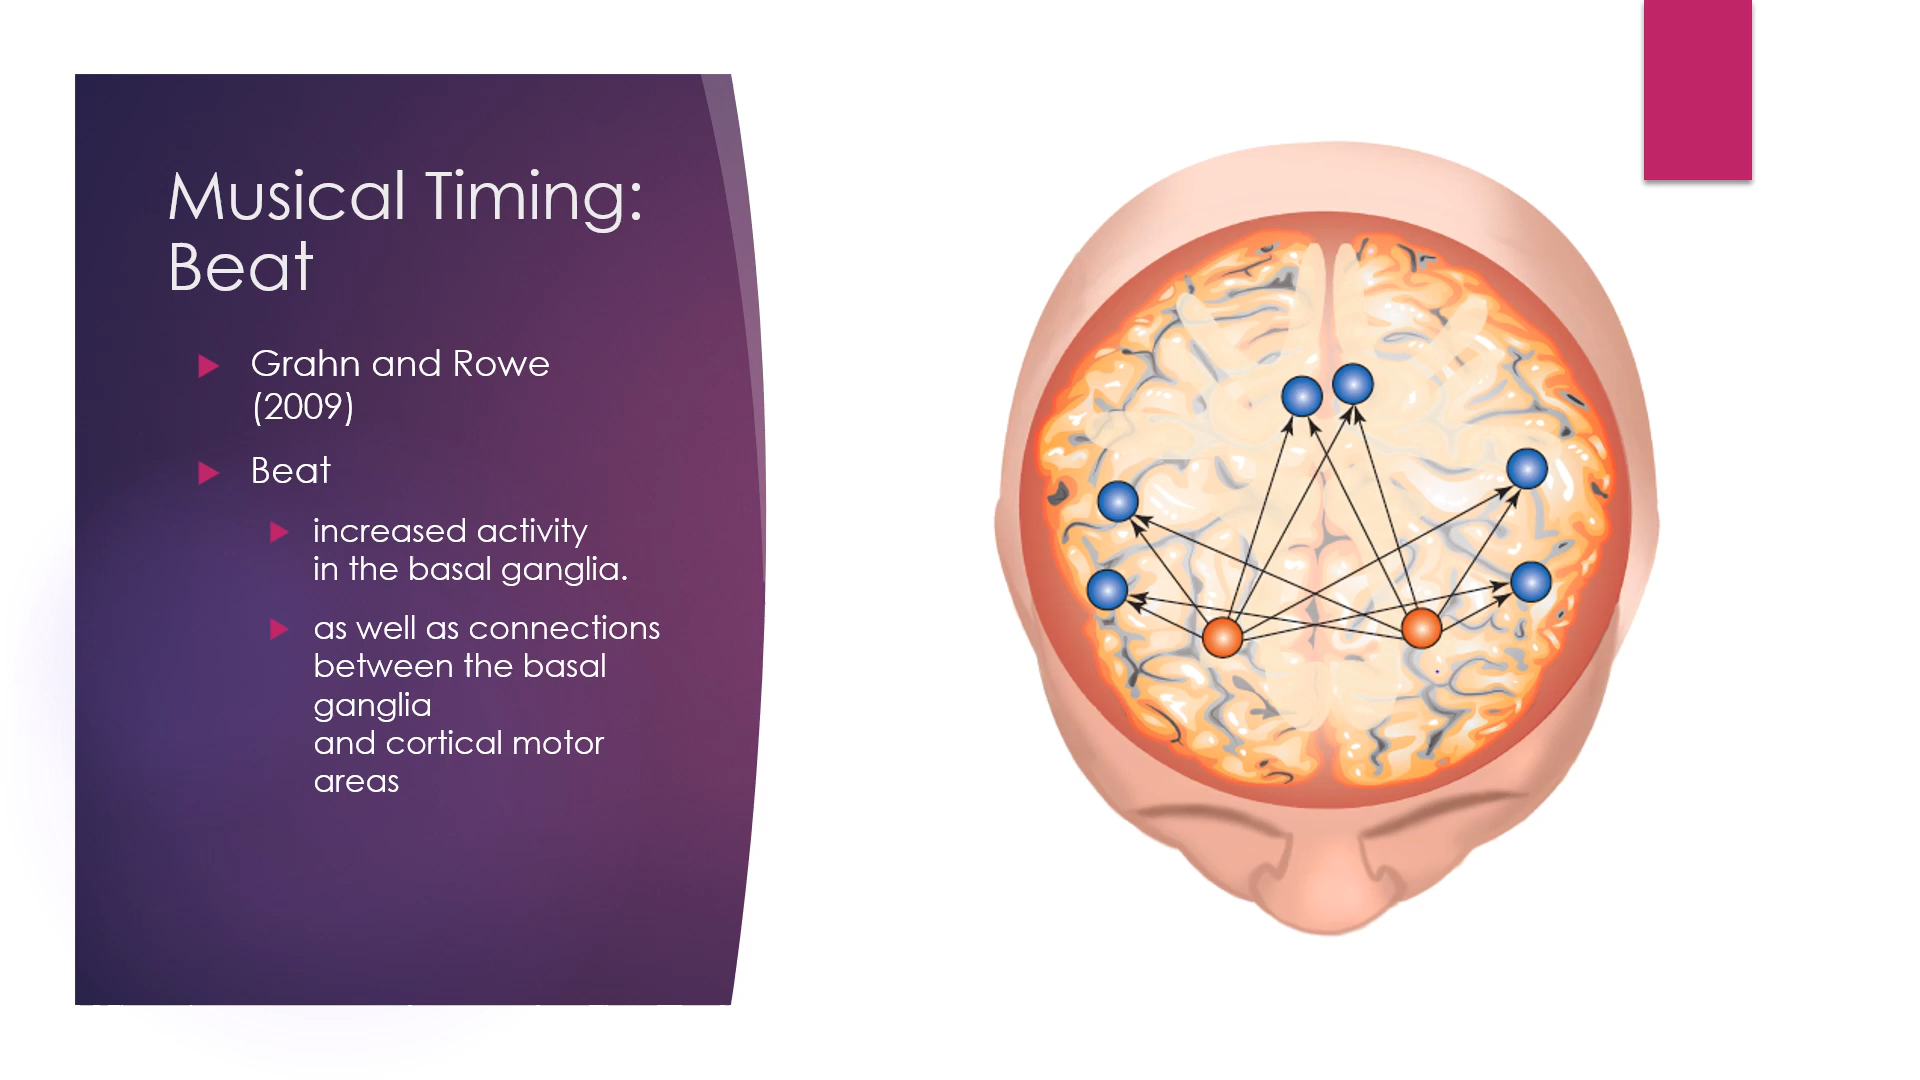 Musical Timing:
Beat
Grahn and Rowe
(2009)
Beat
increased activity
in the basal ganglia.
as well as connections
between the basal
ganglia
and cortical motor
areas